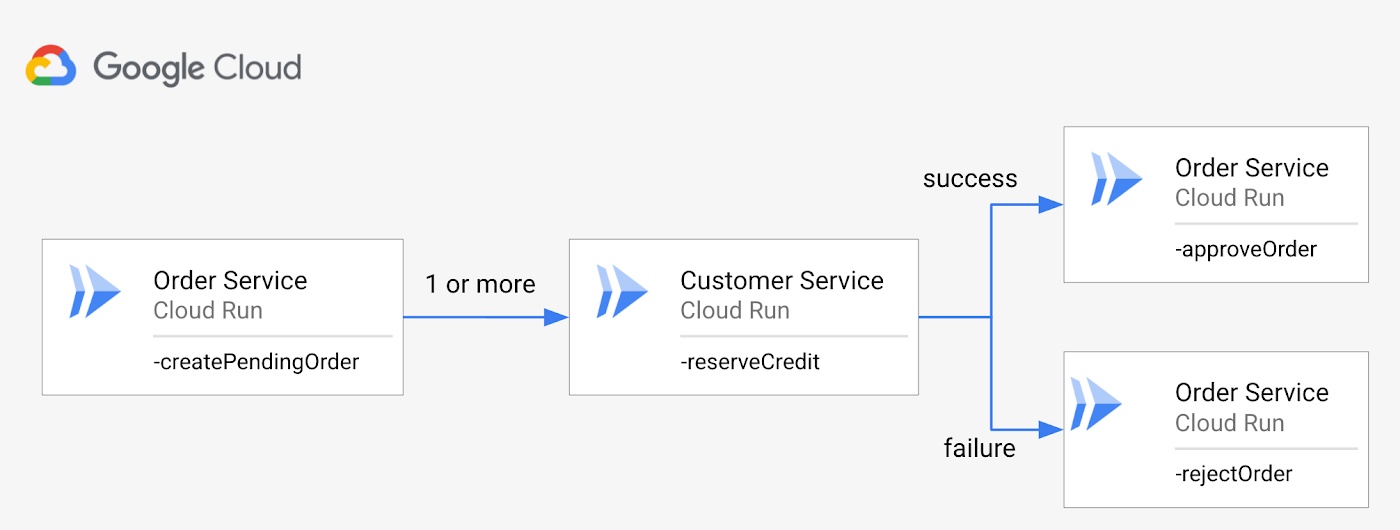 Google Cloud
Order Service
Cloud Run
-createPendingOrder
1 or more
Customer Service
Cloud Run
-reserveCredit
success
Order Service
Cloud Run
-approveOrder
failure
Order Service
Cloud Run
-rejectOrder